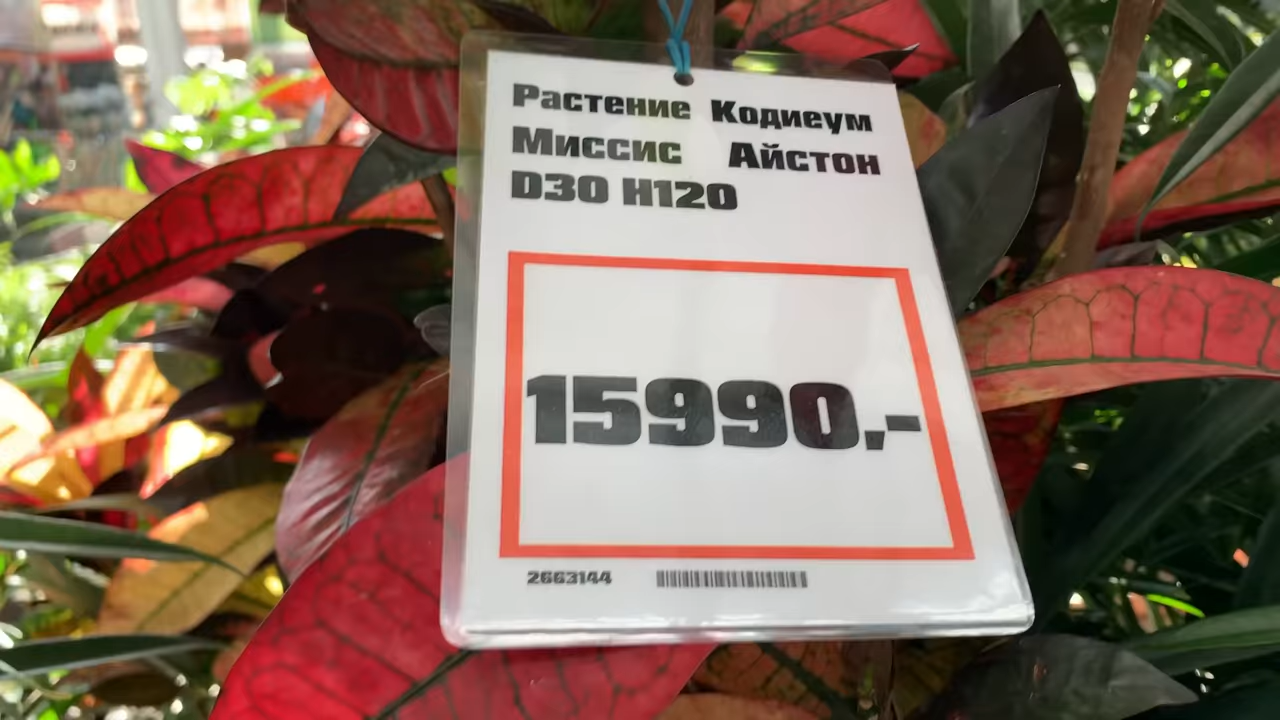 Растение Кодиеум
Миссис Айстон
D30 H120
15990,-
2663144